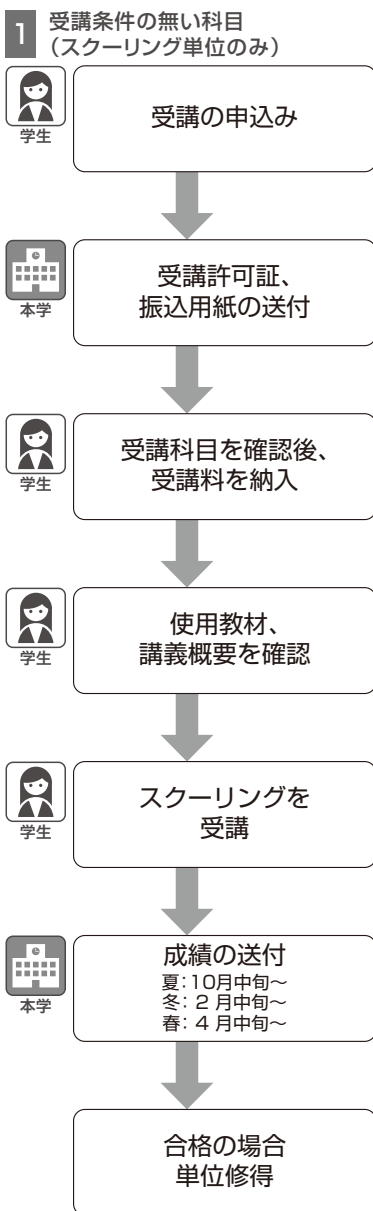 1 受講条件の無い科目
(スクーリング単位のみ)
学生
受講の申込み
本学
受講許可証、
振込用紙の送付
学生
受講科目を確認後、
受講料を納入
学生
使用教材、
講義概要を確認
学生
スクーリングを
受講
本学
成績の送付
夏:10月中旬〜
冬: 2 月中旬〜
春: 4 月中旬〜
合格の場合
単位修得